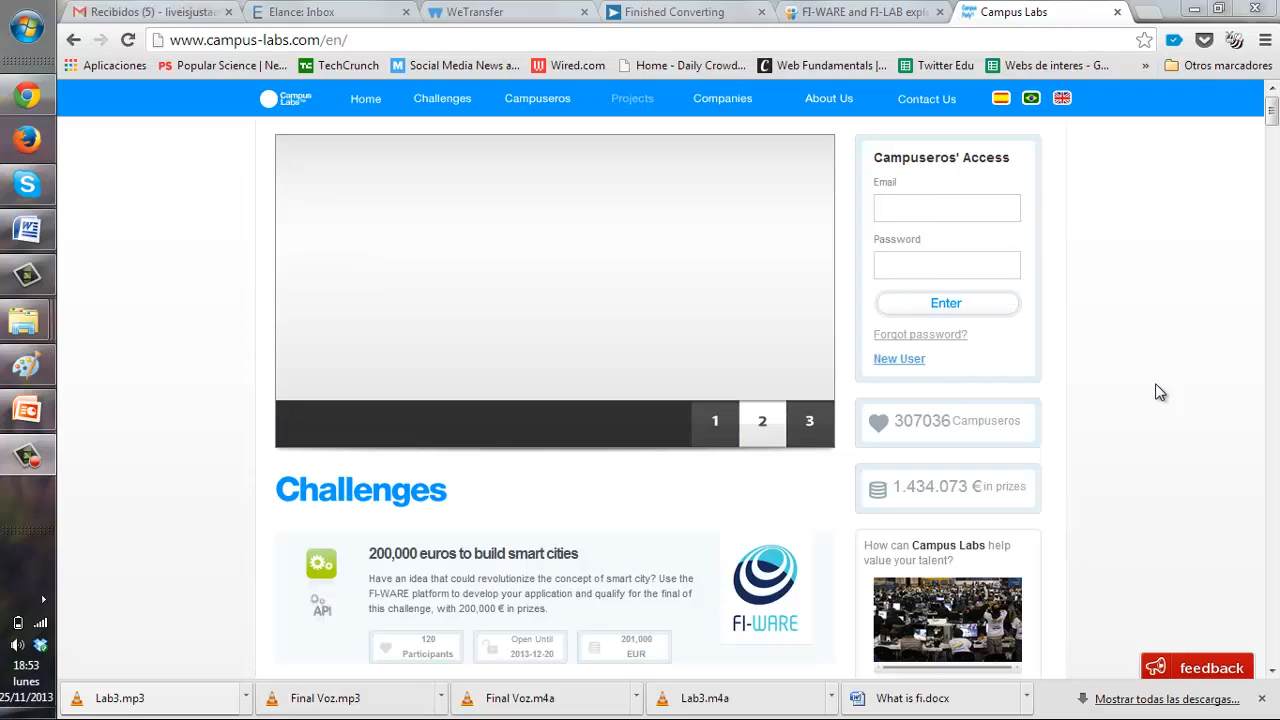 Recibidos (5) - liveisjusta
Elance: Inbox
WeTransfer
Finished Converting
FI-WARE and FI-LAB expl
Campus Labs
www.campus-labs.com/en/
Aplicaciones
PS Popular Science | Ne...
TC TechCrunch
M Social Media News a...
Wired.com
Home - Daily Crowd...
Web Fundamentals |...
Twitter Edu
Webs de interes - G...
»
Otros marcadores
Campus Labs
Home
Challenges
Campuseros
Projects
Companies
About Us
Contact Us
Campuseros' Access
Email
Password
Enter
Forgot password?
New User
1 2 3
307036 Campuseros
1.434.073 € in prizes
Challenges
200,000 euros to build smart cities
Have an idea that could revolutionize the concept of smart city? Use the
FI-WARE platform to develop your application and qualify for the final of
this challenge, with 200,000 € in prizes.
API
120
Participants
Open Until
2013-12-20
201,000
EUR
FI-WARE
How can Campus Labs help
value your talent?
feedback
18:53
lunes
25/11/2013
Lab3.mp3
Final Voz.mp3
Final Voz.m4a
Lab3.m4a
What is fi.docx
Mostrar todas las descargas...